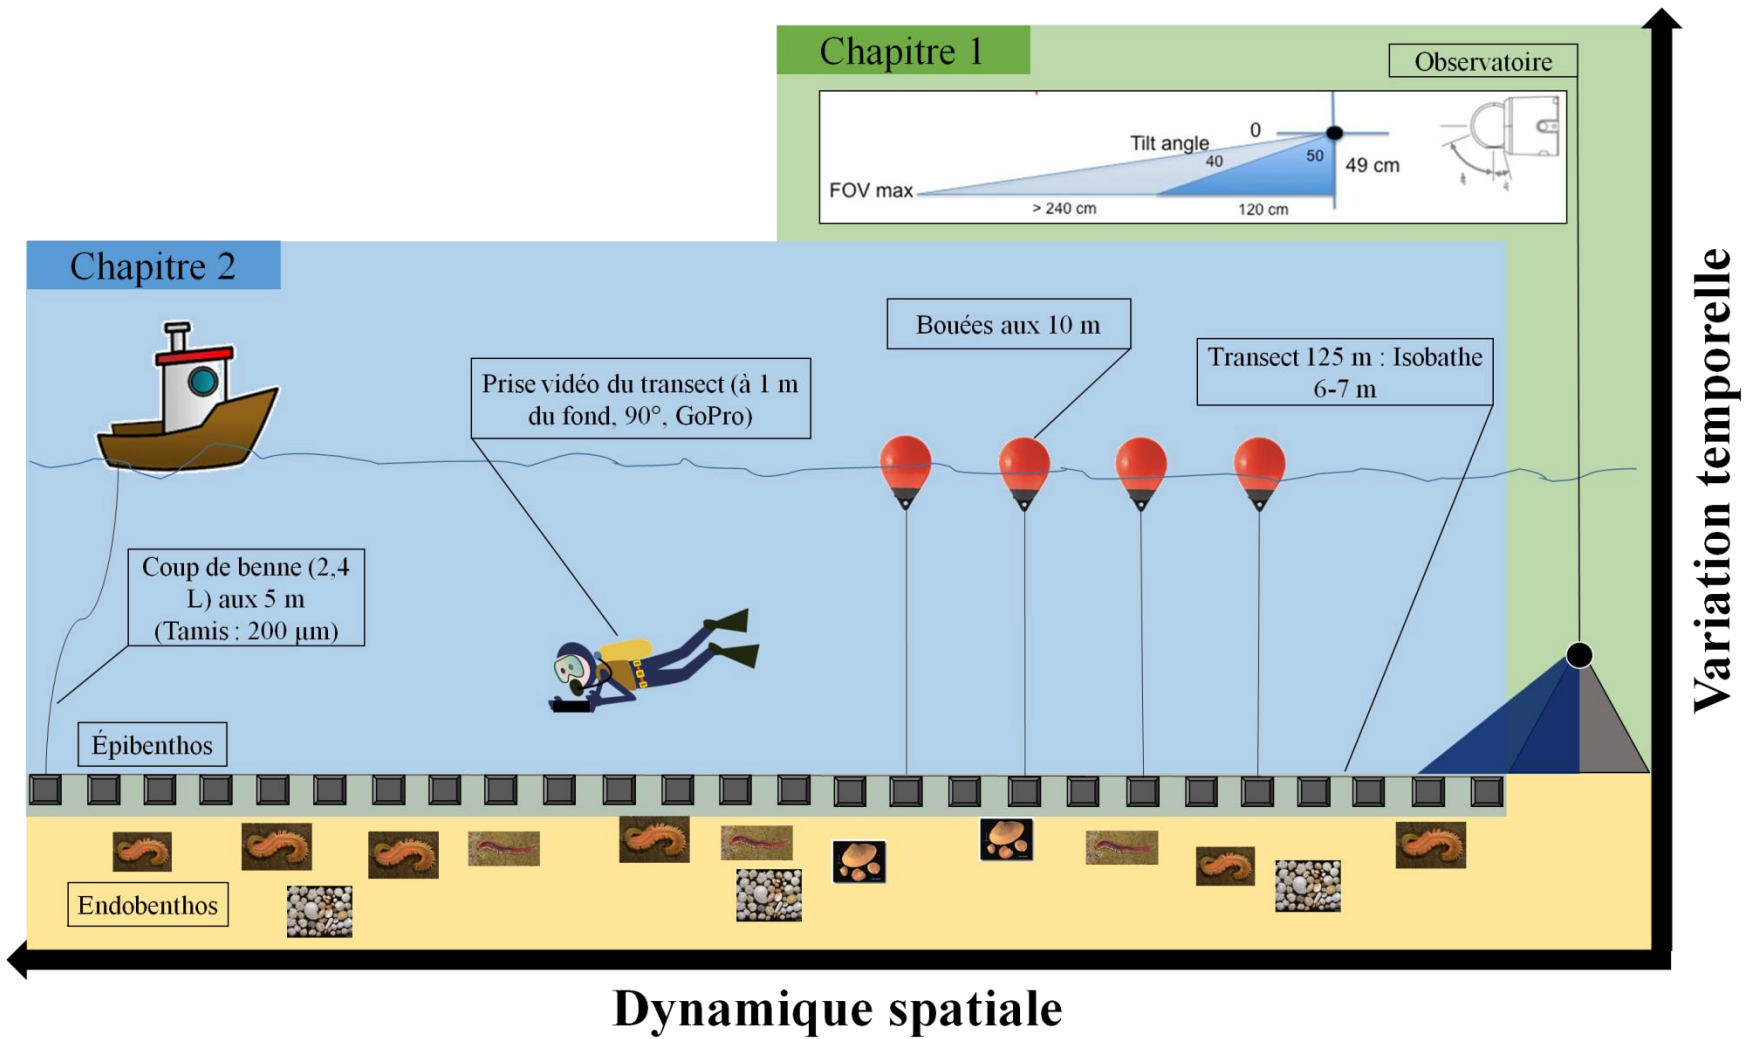 Chapitre 1
Observatoire
0
Tilt angle
40
50
49 cm
FOV max
> 240 cm
120 cm
Chapitre 2
Bouées aux 10 m
Prise vidéo du transect (à 1 m
du fond, 90°, GoPro)
Transect 125 m : Isobathe
6-7 m
Coup de benne (2,4
L) aux 5 m
(Tamis : 200 µm)
Épibenthos
Endobenthos
Variation temporelle
Dynamique spatiale